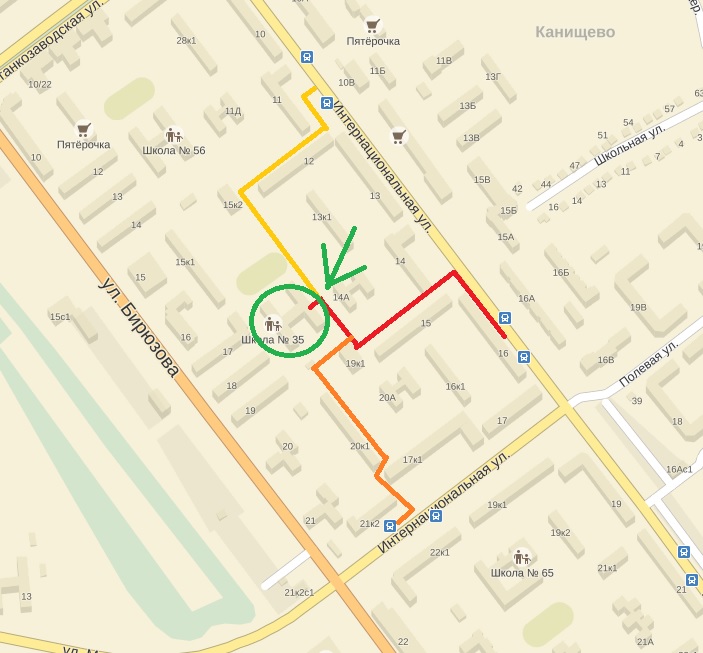 Станкозаводская ул.
10А
Пятёрочка
Канищево
28к1
10
10/22
11
10В
11Б
11В
13Г
13Б
13В
11Д
Пятёрочка
Школа № 56
10
12
13
14
12
15к2
13к1
13
Интернациональная ул.
15В
15Б
15А
42
44
47
51
54
57
63
Школьная ул.
3
4
7
11
13
14
16
15
15к1
15с1
ул. Бирюзова
16
17
18
19
20
21
14А
14
Школа № 35
19к1
15
16
16А
16Б
19В
16В
Полевая ул.
39
18
20А
16к1
17
20к1
17к1
21к2
Интернациональная ул.
22к1
19к1
19
19к2
16Ас1
Школа № 65
21к1
21
21А
21к2с1
22
13
ул. М